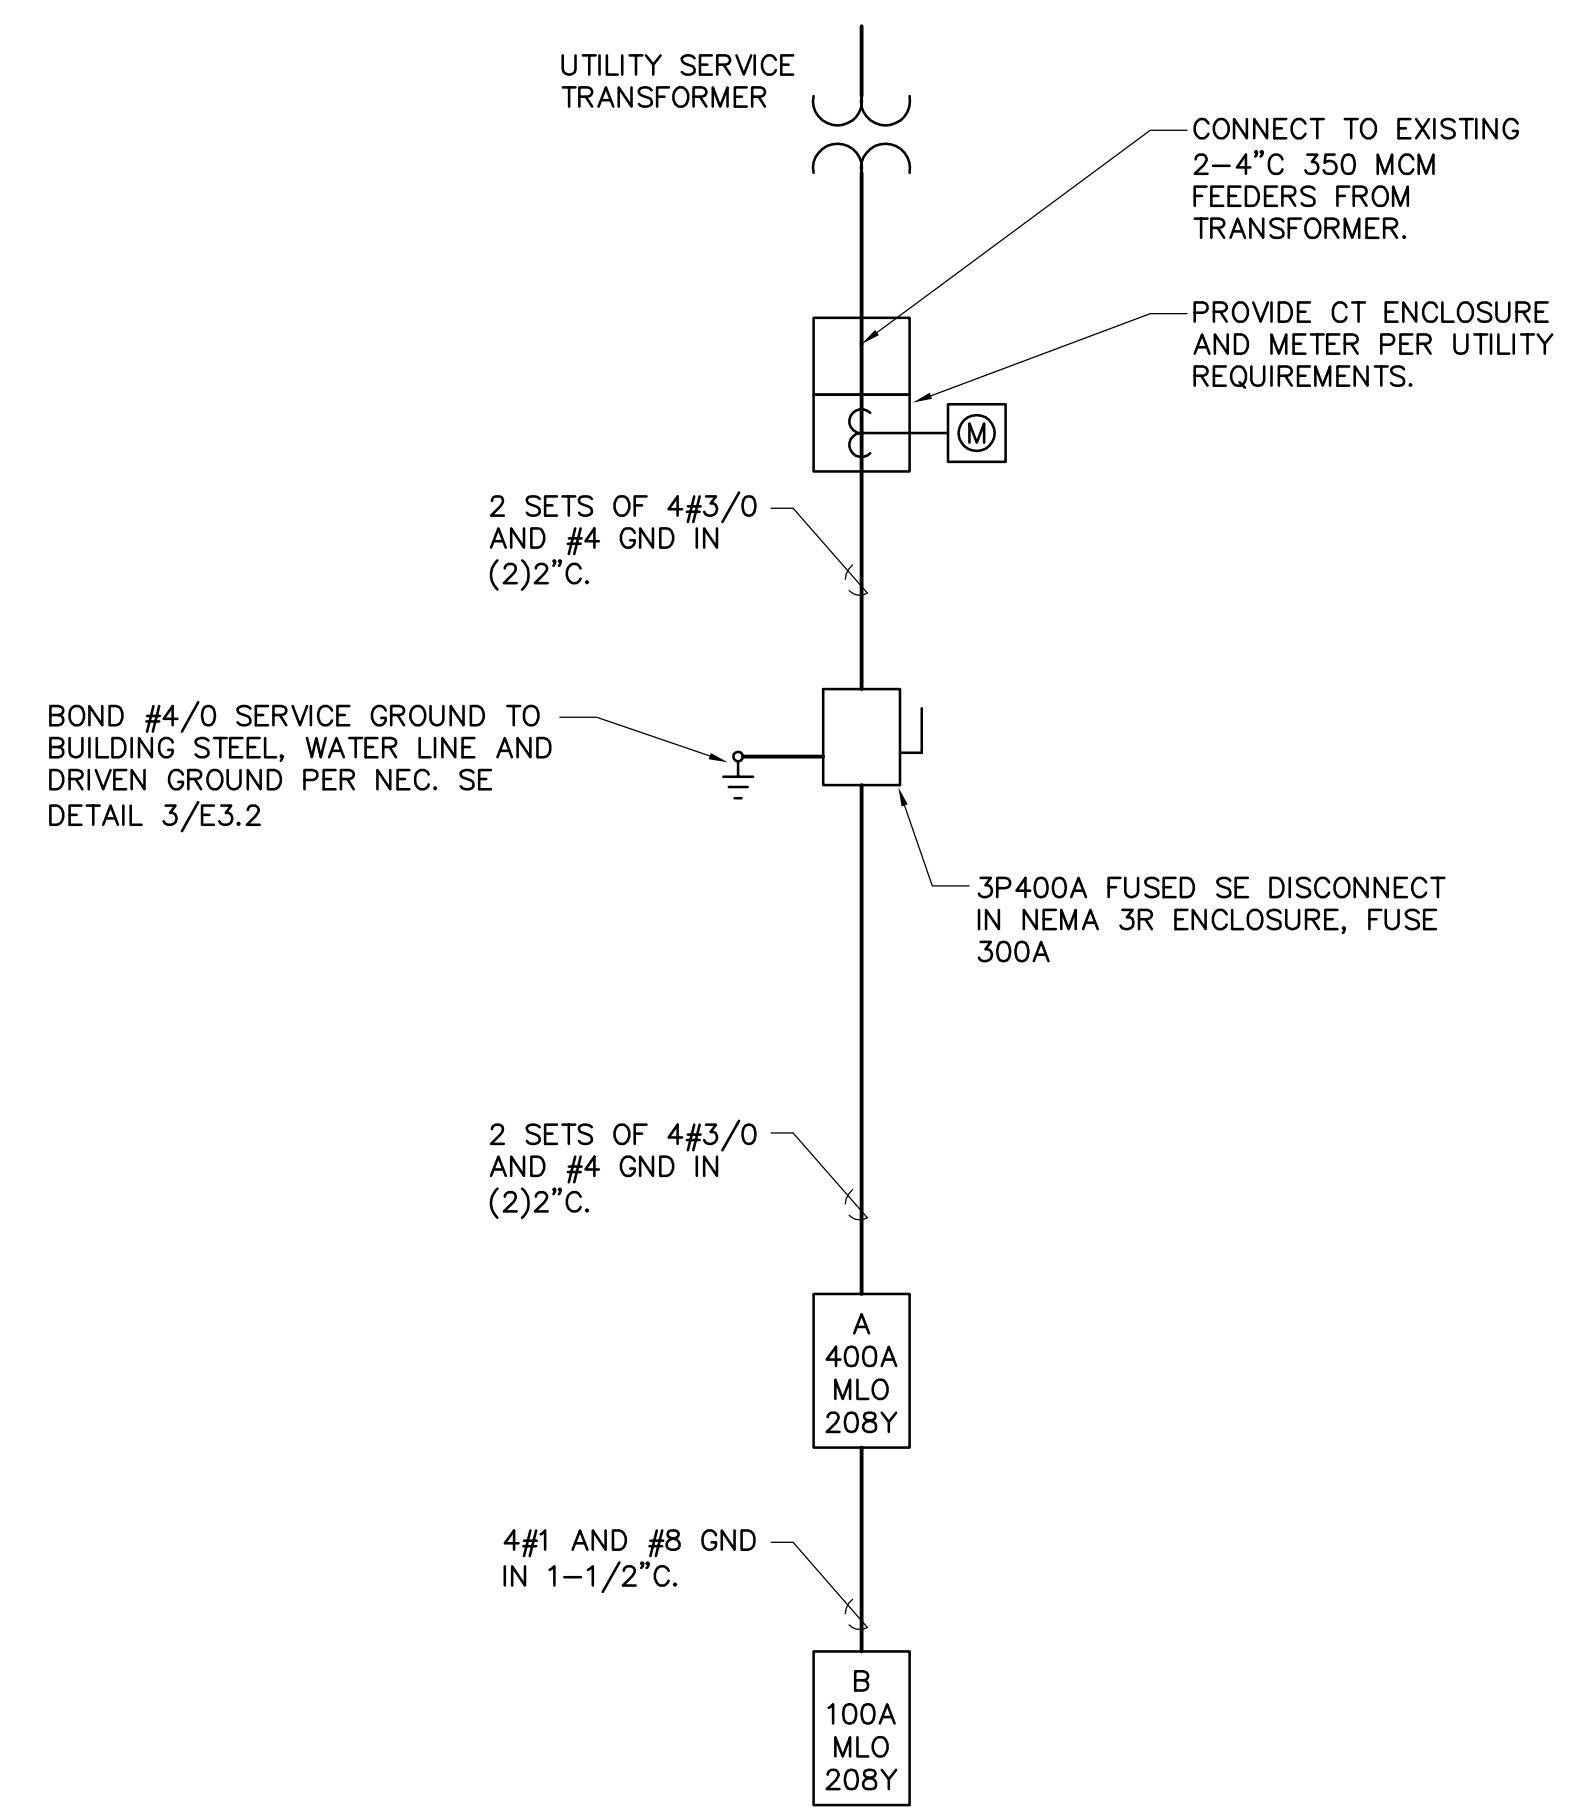 UTILITY SERVICE
TRANSFORMER
CONNECT TO EXISTING
2-4"C 350 MCM
FEEDERS FROM
TRANSFORMER.
PROVIDE CT ENCLOSURE
AND METER PER UTILITY
REQUIREMENTS.
M
2 SETS OF 4#3/0
AND #4 GND IN
(2)2"C.
BOND #4/0 SERVICE GROUND TO
BUILDING STEEL, WATER LINE AND
DRIVEN GROUND PER NEC. SE
DETAIL 3/E3.2
3P400A FUSED SE DISCONNECT
IN NEMA 3R ENCLOSURE, FUSE
300A
2 SETS OF 4#3/0
AND #4 GND IN
(2)2"C.
A
400A
MLO
208Y
4#1 AND #8 GND
IN 1-1/2"C.
B
100A
MLO
208Y